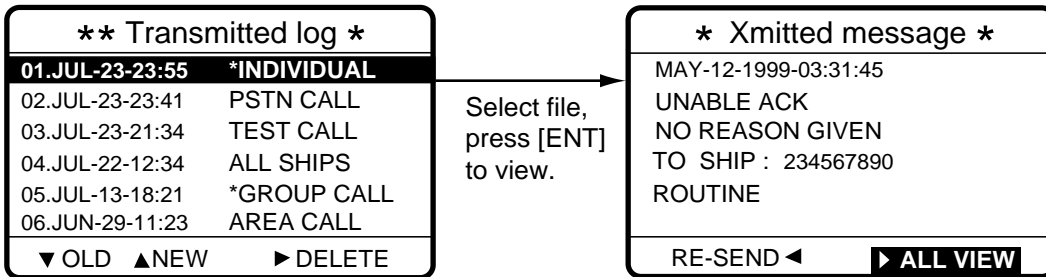 ** Transmitted log *
01.JUL-23-23:55 *INDIVIDUAL
02.JUL-23-23:41 PSTN CALL
03.JUL-23-21:34 TEST CALL
04.JUL-22-12:34 ALL SHIPS
05.JUL-13-18:21 *GROUP CALL
06.JUN-29-11:23 AREA CALL
▼OLD ▲NEW ►DELETE
Select file,
press [ENT]
to view.
* Xmitted message *
MAY-12-1999-03:31:45
UNABLE ACK
NO REASON GIVEN
TO SHIP : 234567890
ROUTINE
RE-SEND◄ ►ALL VIEW